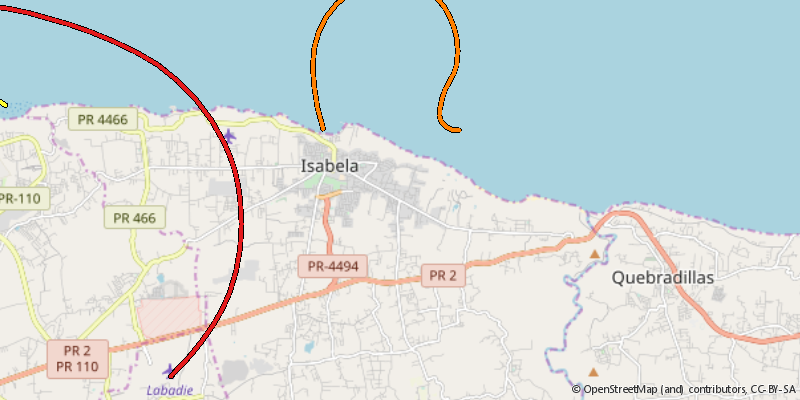 PR 4466
Isabela
PR-110
PR 466
PR-4494
PR 2
Quebradillas
PR 2
PR 110
Labadie
© OpenStreetMap (and) contributors, CC-BY-SA